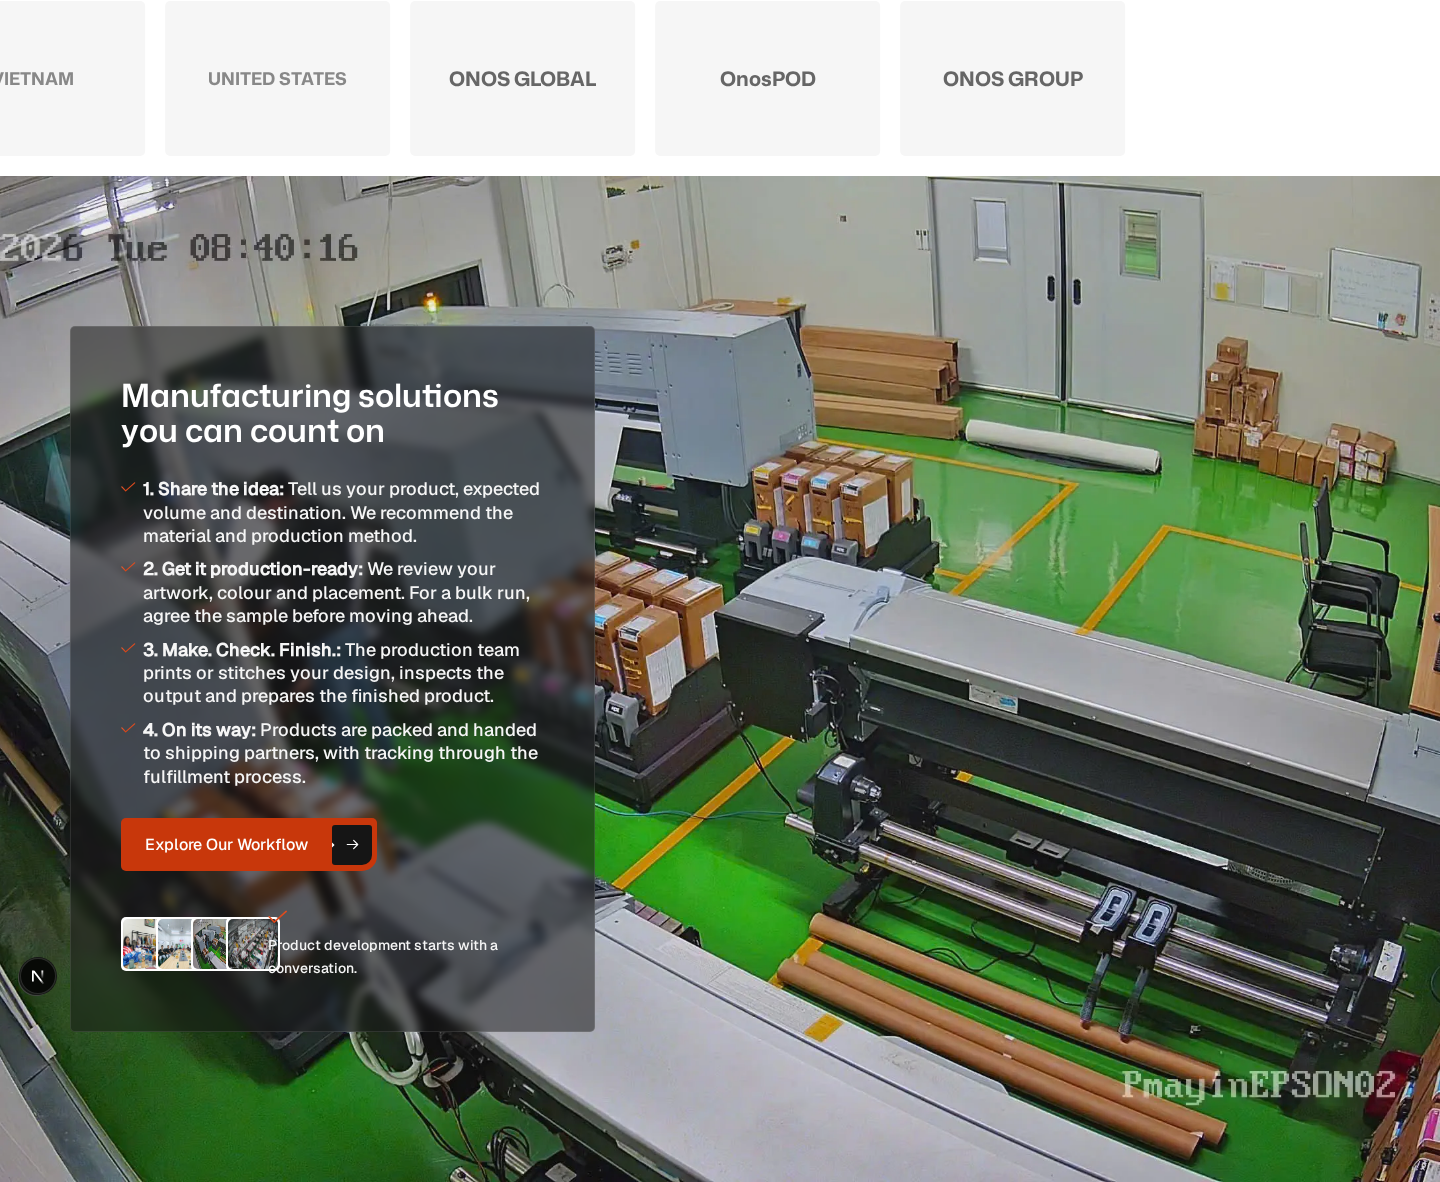 VIETNAM
UNITED STATES
ONOS GLOBAL
OnosPOD
ONOS GROUP
2026 Tue 08:40:16
Manufacturing solutions
you can count on
1. Share the idea: Tell us your product, expected
volume and destination. We recommend the
material and production method.
2. Get it production-ready: We review your
artwork, colour and placement. For a bulk run,
agree the sample before moving ahead.
3. Make. Check. Finish.: The production team
prints or stitches your design, inspects the
output and prepares the finished product.
4. On its way: Products are packed and handed
to shipping partners, with tracking through the
fulfillment process.
Explore Our Workflow
Product development starts with a
conversation.
N
PmayinEPSON02